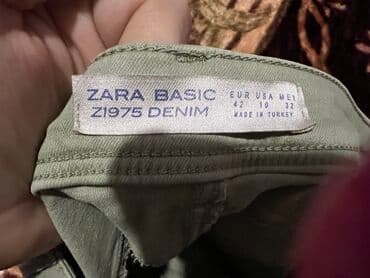 ZARA BASIC
Z1975 DENIM
EUR USA MEX
42 10 32
MADE IN TURKEY